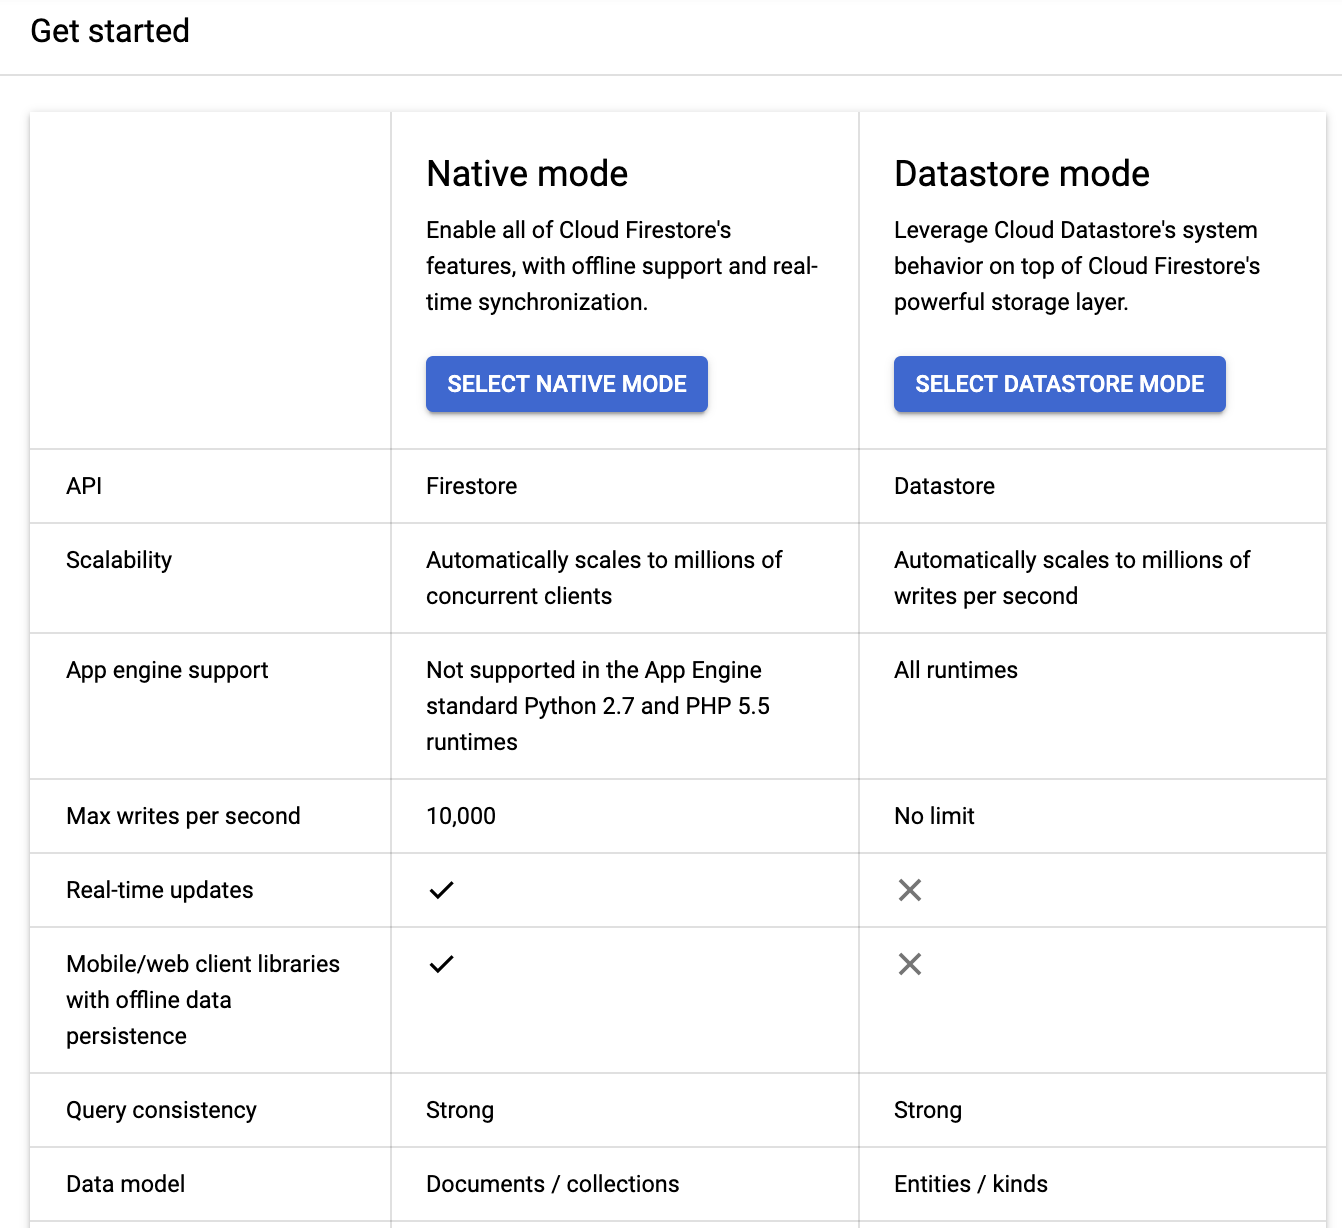 Get started
Native mode
Enable all of Cloud Firestore's
features, with offline support and real-
time synchronization.
SELECT NATIVE MODE
Datastore mode
Leverage Cloud Datastore's system
behavior on top of Cloud Firestore's
powerful storage layer.
SELECT DATASTORE MODE
API
Firestore
Datastore
Scalability
Automatically scales to millions of
concurrent clients
Automatically scales to millions of
writes per second
App engine support
Not supported in the App Engine
standard Python 2.7 and PHP 5.5
runtimes
All runtimes
Max writes per second
10,000
No limit
Real-time updates
Mobile/web client libraries
with offline data
persistence
Query consistency
Strong
Strong
Data model
Documents / collections
Entities / kinds